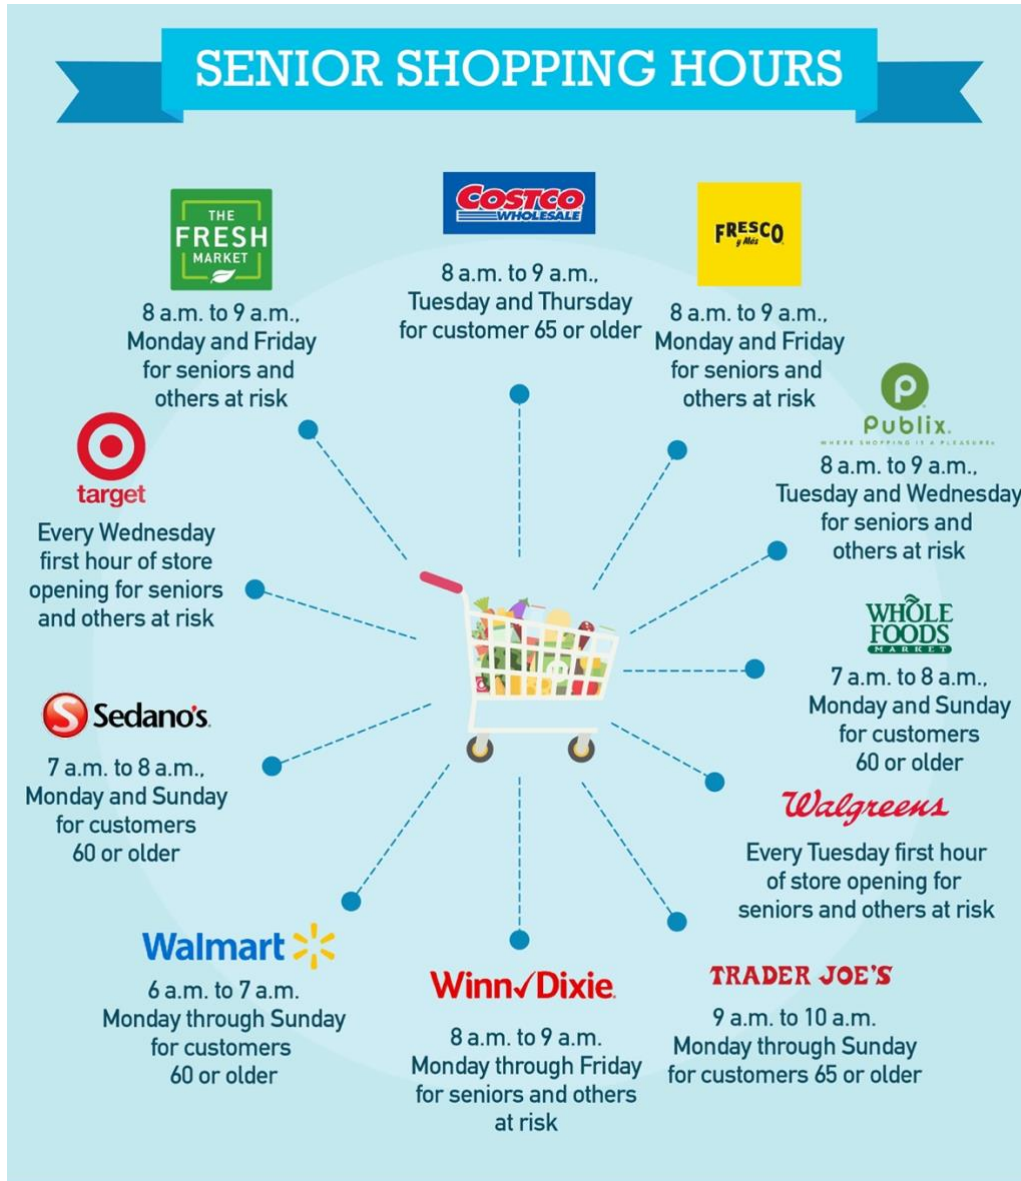 SENIOR SHOPPING HOURS
THE
FRESH
MARKET
8 a.m. to 9 a.m.,
Monday and Friday
for seniors and
others at risk
COSTCO
WHOLESALE
8 a.m. to 9 a.m.,
Tuesday and Thursday
for customer 65 or older
FRESCO
y Más
8 a.m. to 9 a.m.,
Monday and Friday
for seniors and
others at risk
Publix.
WHERE SHOPPING IS A PLEASURE
8 a.m. to 9 a.m.,
Tuesday and Wednesday
for seniors and
others at risk
target
Every Wednesday
first hour of store
opening for seniors
and others at risk
WHOLE
FOODS
MARKET
7 a.m. to 8 a.m.,
Monday and Sunday
for customers
60 or older
Sedano's
7 a.m. to 8 a.m.,
Monday and Sunday
for customers
60 or older
Walgreens
Every Tuesday first hour
of store opening for
seniors and others at risk
Walmart
6 a.m. to 7 a.m.
Monday through Sunday
for customers
60 or older
Winn✓Dixie
8 a.m. to 9 a.m.
Monday through Friday
for seniors and others
at risk
TRADER JOE'S
9 a.m. to 10 a.m.
Monday through Sunday
for customers 65 or older